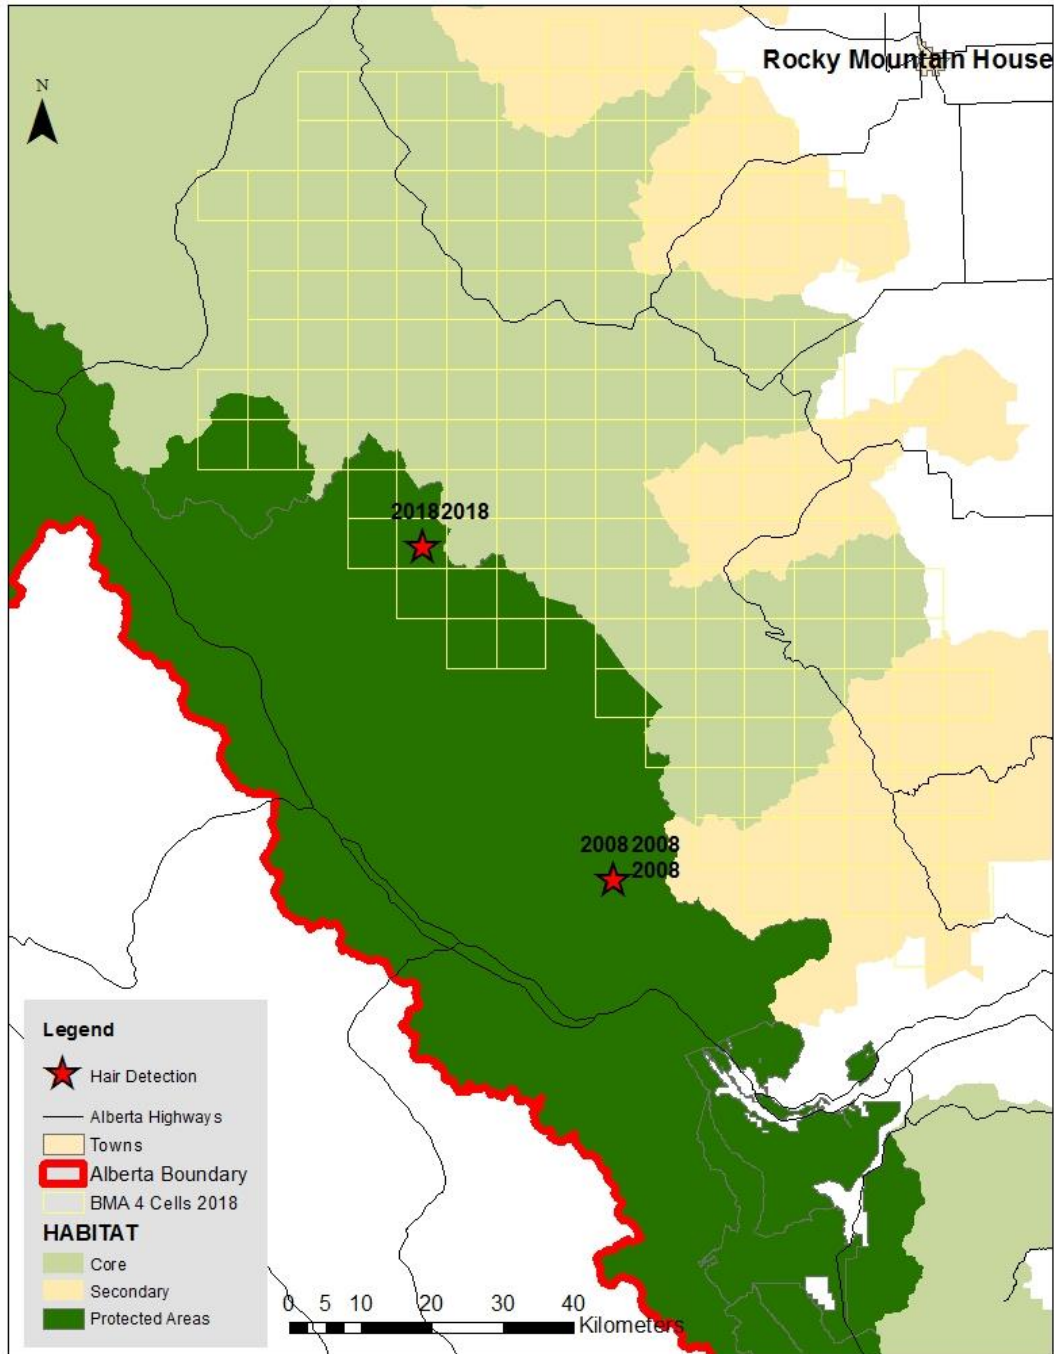 Rocky Mountain House
N
2018 2018
2008 2008
2008
Legend
Hair Detection
Alberta Highways
Towns
Alberta Boundary
BMA 4 Cells 2018
HABITAT
Core
Secondary
Protected Areas
0 5 10 20 30 40
Kilometers